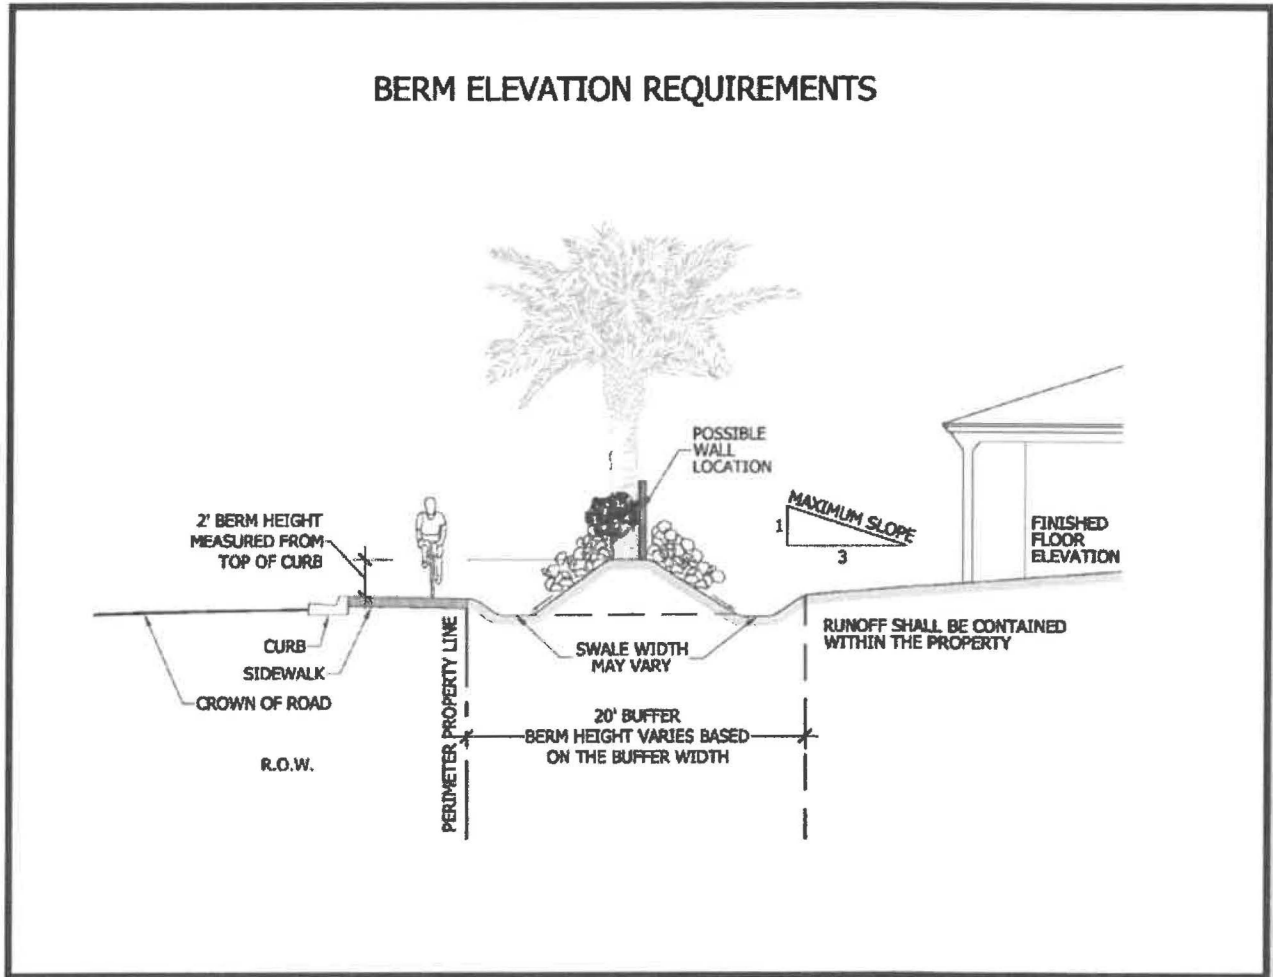 BERM ELEVATION REQUIREMENTS
POSSIBLE
WALL
LOCATION
2' BERM HEIGHT
MEASURED FROM
TOP OF CURB
MAXIMUM SLOPE
1
3
FINISHED
FLOOR
ELEVATION
CURB
SIDEWALK
CROWN OF ROAD
R.O.W.
PERIMETER PROPERTY LINE
SWALE WIDTH
MAY VARY
RUNOFF SHALL BE CONTAINED
WITHIN THE PROPERTY
20' BUFFER
BERM HEIGHT VARIES BASED
ON THE BUFFER WIDTH